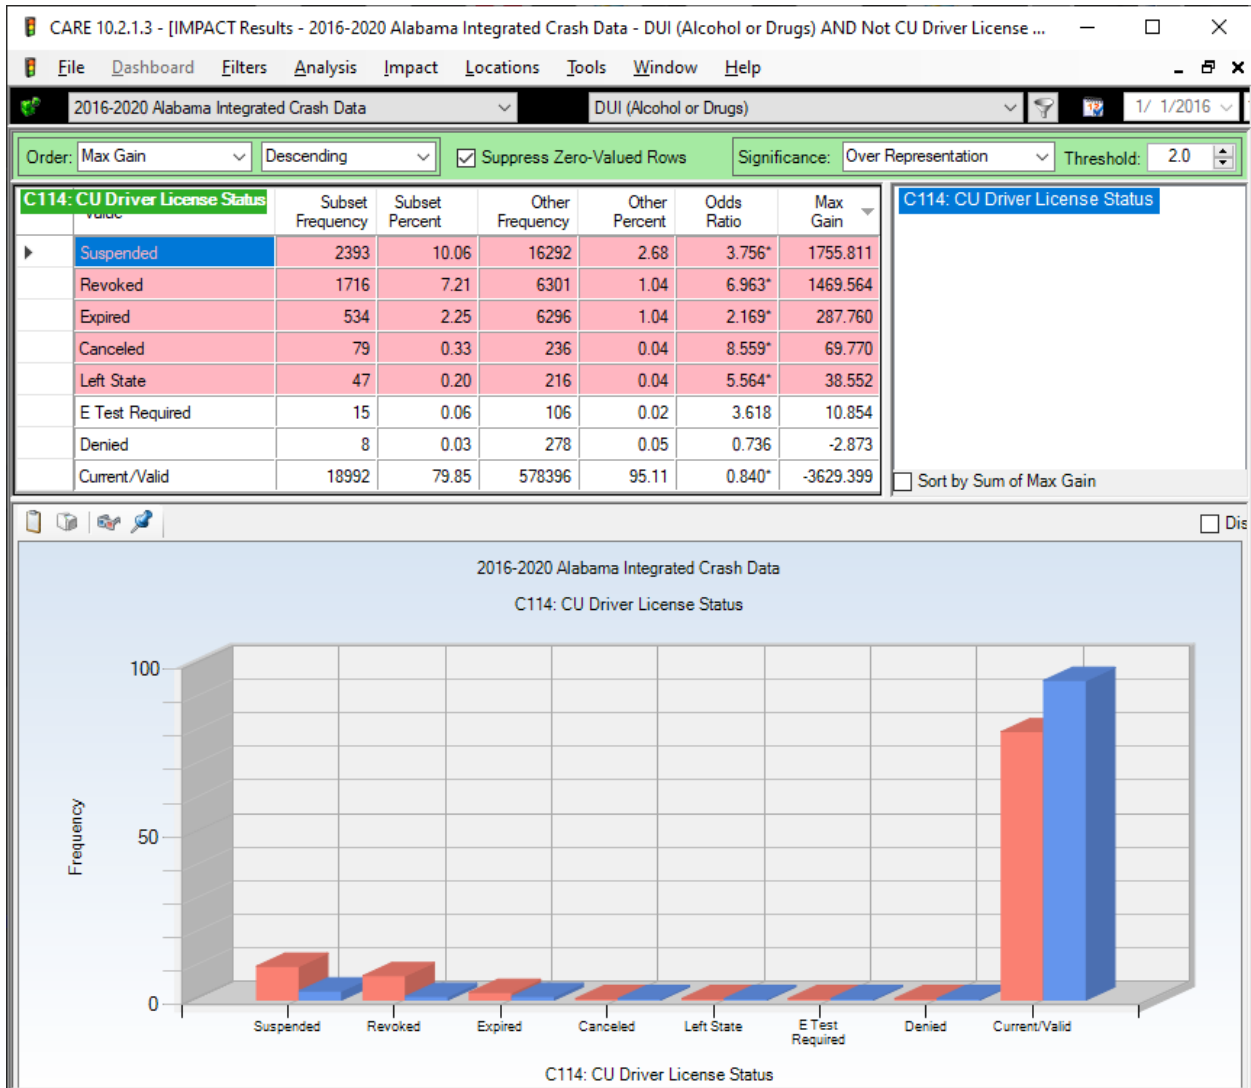 CARE 10.2.1.3 - [IMPACT Results - 2016-2020 Alabama Integrated Crash Data - DUI (Alcohol or Drugs) AND Not CU Driver License ...
File Dashboard Filters Analysis Impact Locations Tools Window Help
2016-2020 Alabama Integrated Crash Data DUI (Alcohol or Drugs) 1/ 1/2016
Order: Max Gain Descending Suppress Zero-Valued Rows Significance: Over Representation Threshold: 2.0
C114: CU Driver License Status Subset Frequency Subset Percent Other Frequency Other Percent Odds Ratio Max Gain
Suspended 2393 10.06 16292 2.68 3.756* 1755.811
Revoked 1716 7.21 6301 1.04 6.963* 1469.564
Expired 534 2.25 6296 1.04 2.169* 287.760
Canceled 79 0.33 236 0.04 8.559* 69.770
Left State 47 0.20 216 0.04 5.564* 38.552
E Test Required 15 0.06 106 0.02 3.618 10.854
Denied 8 0.03 278 0.05 0.736 -2.873
Current/Valid 18992 79.85 578396 95.11 0.840* -3629.399
C114: CU Driver License Status
Sort by Sum of Max Gain
Dis
2016-2020 Alabama Integrated Crash Data
C114: CU Driver License Status
Frequency
100
50
0
Suspended Revoked Expired Canceled Left State E Test Required Denied Current/Valid
C114: CU Driver License Status